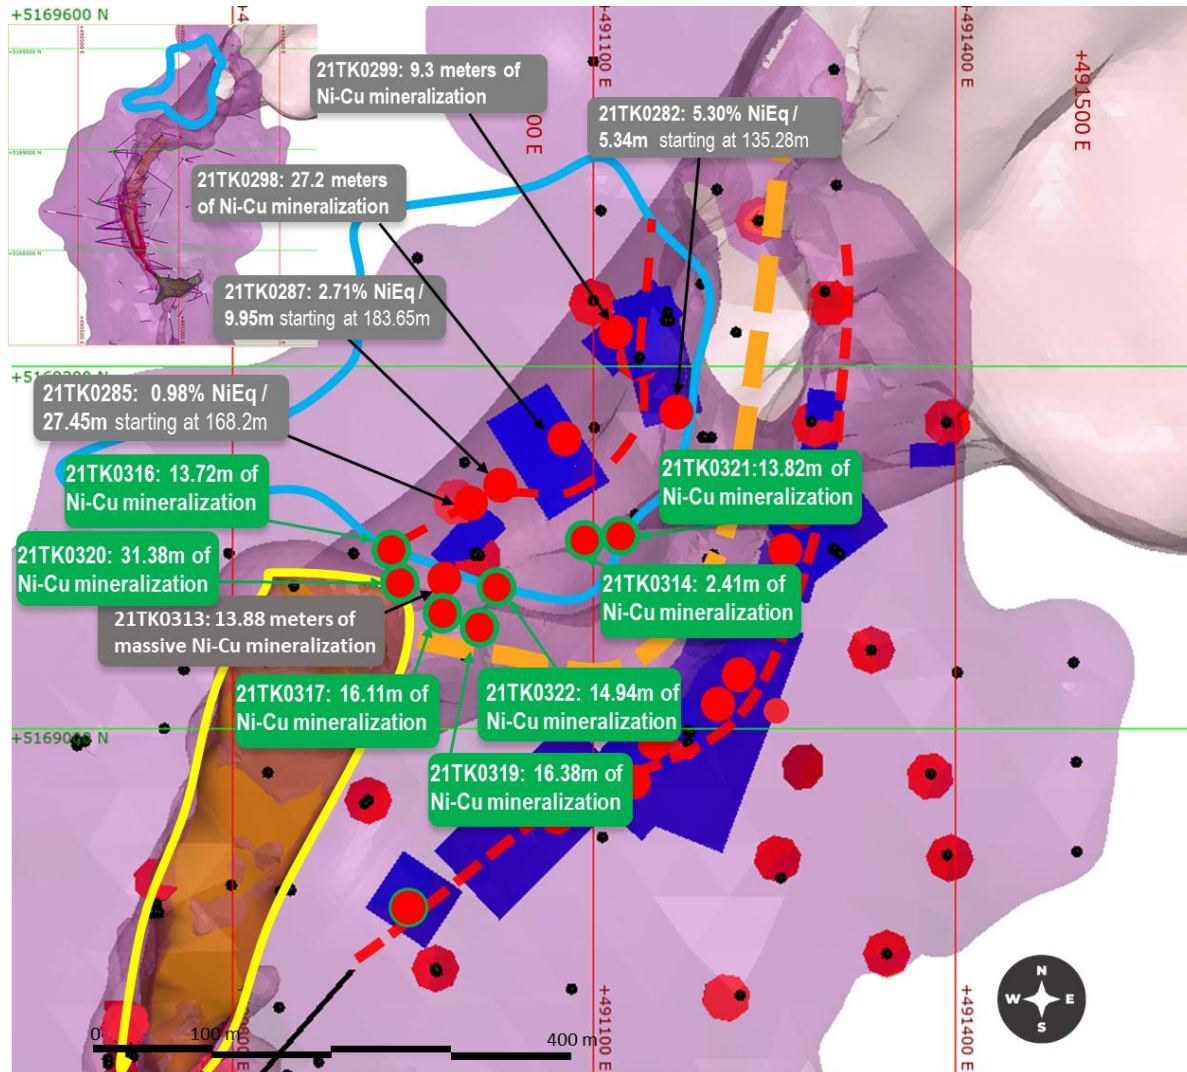 +5169600 N
+4
21TK0299: 9.3 meters of
Ni-Cu mineralization
+491100 E
+491400 E
+491500 E
00 E
21TK0282: 5.30% NiEq /
5.34m starting at 135.28m
21TK0298: 27.2 meters
of Ni-Cu mineralization
21TK0287: 2.71% NiEq /
9.95m starting at 183.65m
21TK0285: 0.98% NiEq /
27.45m starting at 168.2m
21TK0316: 13.72m of
Ni-Cu mineralization
21TK0321:13.82m of
Ni-Cu mineralization
21TK0320: 31.38m of
Ni-Cu mineralization
21TK0314: 2.41m of
Ni-Cu mineralization
21TK0313: 13.88 meters of
massive Ni-Cu mineralization
21TK0317: 16.11m of
Ni-Cu mineralization
21TK0322: 14.94m of
Ni-Cu mineralization
+5169000 N
21TK0319: 16.38m of
Ni-Cu mineralization
+491100 E
+491400 E
N
W E
S
0 100 m 400 m